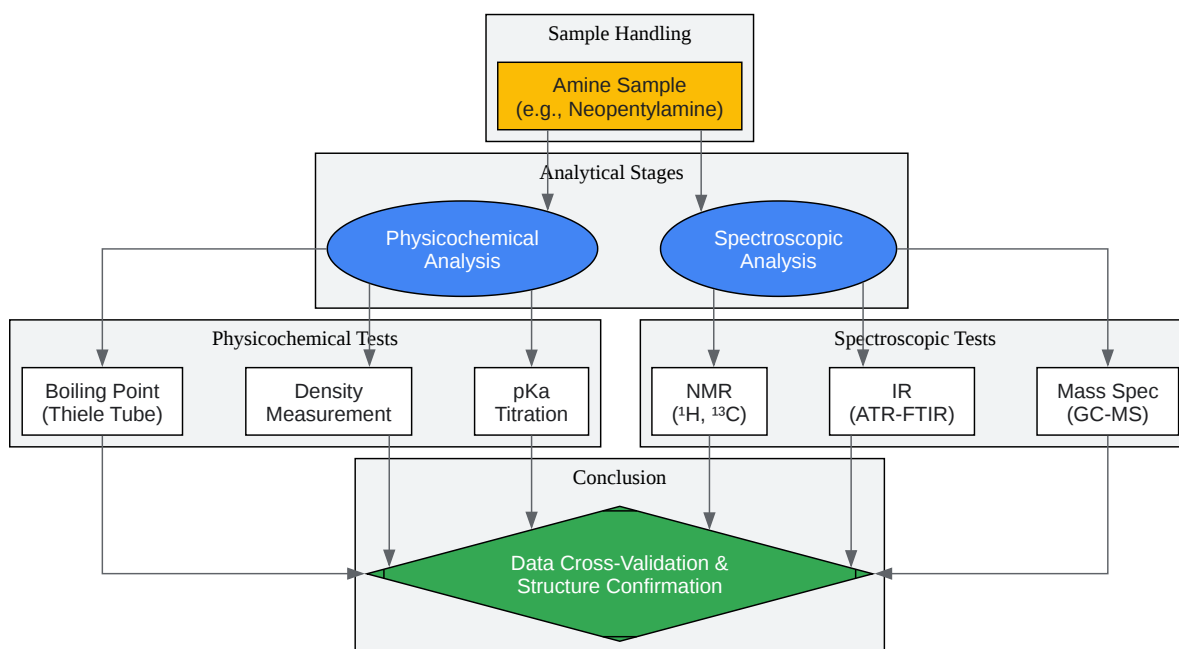 Sample Handling
Amine Sample
(e.g., Neopentylamine)
Analytical Stages
Physicochemical
Analysis
Spectroscopic
Analysis
Physicochemical Tests
Boiling Point
(Thiele Tube)
Density
Measurement
pKa
Titration
Spectroscopic Tests
NMR
(¹H, ¹³C)
IR
(ATR-FTIR)
Mass Spec
(GC-MS)
Conclusion
Data Cross-Validation &
Structure Confirmation